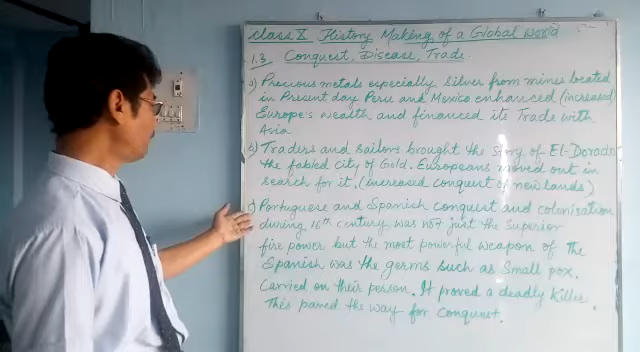 Class X History Making of a Global World
1.3 Conquest, Disease, Trade.
a) Precious metals especially Silver from mines located
in Present day Peru and Mexico enhanced (increased)
Europe's wealth and financed its Trade with
Asia
b) Traders and sailors brought the story of El-Dorado
the fabled City of Gold. Europeans moved out in
search for it. (increased conquest of new lands)
c) Portuguese and Spanish conquest and colonisation
during 16th century was not just the Superior
fire power but the most powerful weapon of the
Spanish was the germs such as Small pox.
Carried on their person. It proved a deadly Killer.
This paved the way for Conquest.